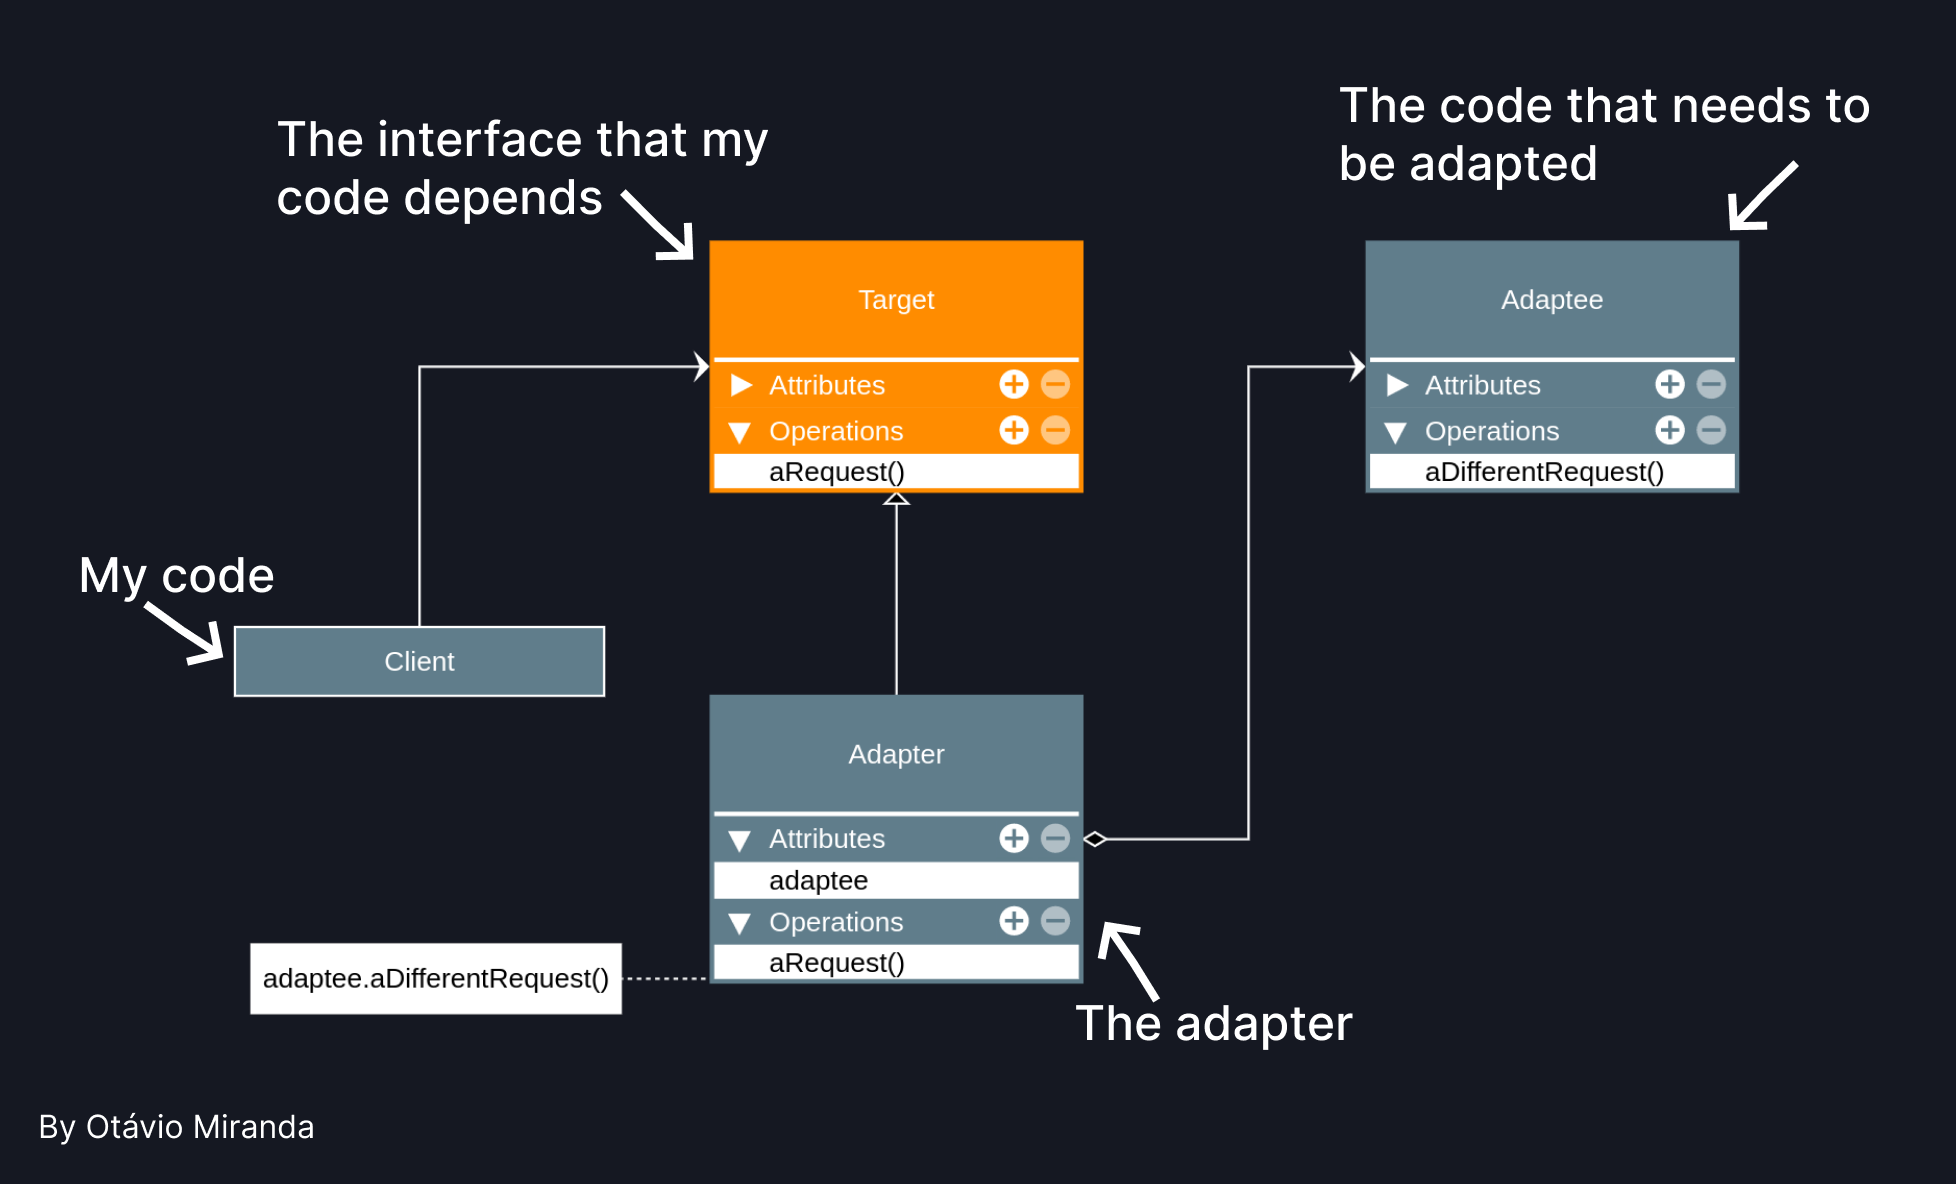 The interface that my
code depends
The code that needs to
be adapted
Target
Attributes
Operations
aRequest()
Adaptee
Attributes
Operations
aDifferentRequest()
My code
Client
Adapter
Attributes
adaptee
Operations
aRequest()
adaptee.aDifferentRequest()
The adapter
By Otávio Miranda